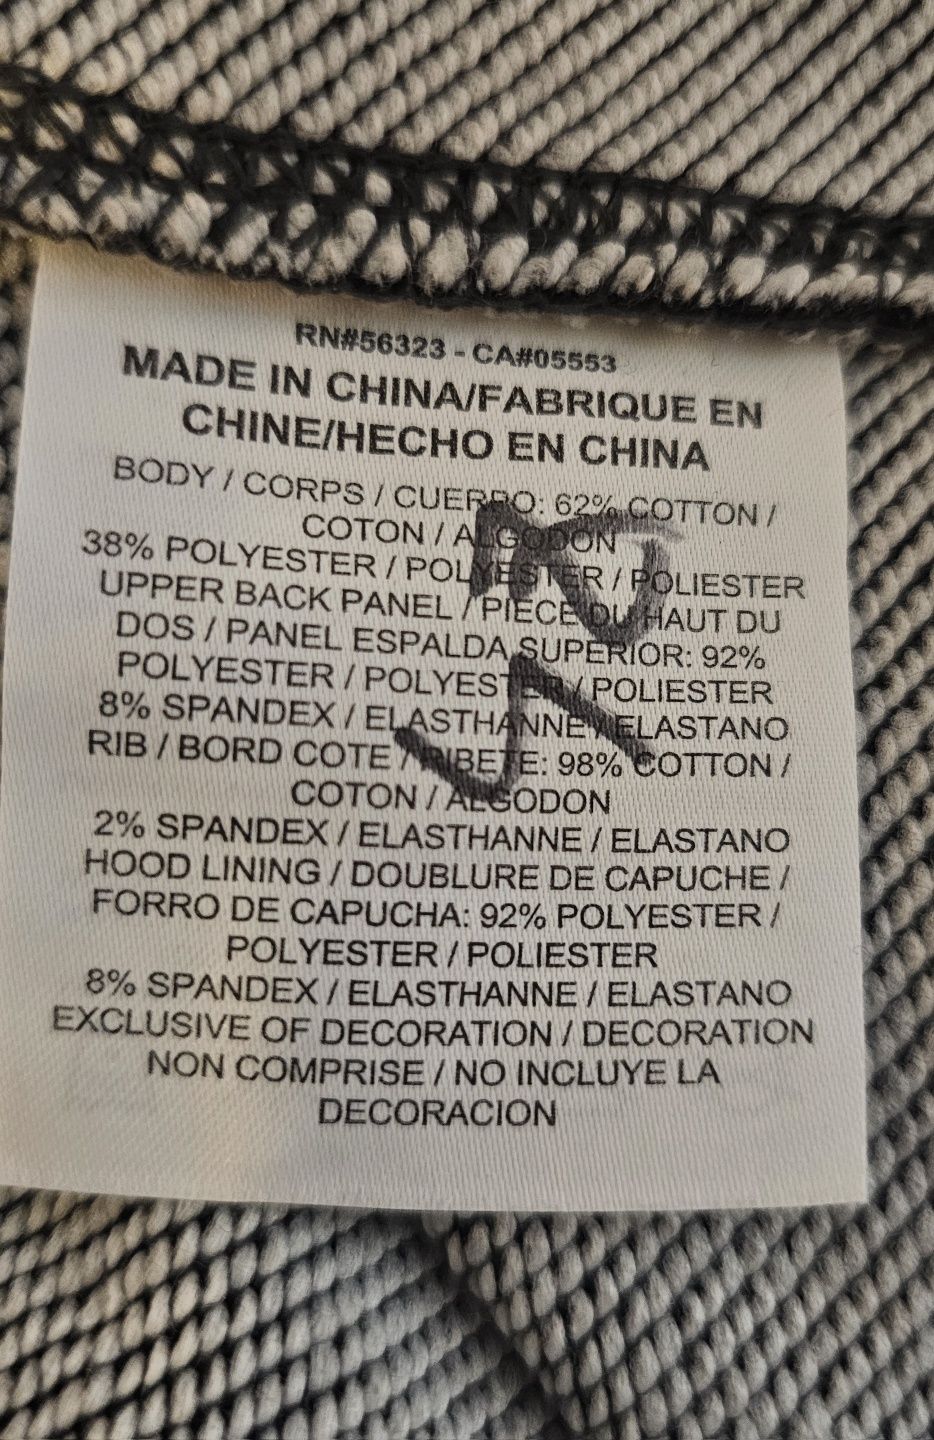 RN#56323 - CA#05553
MADE IN CHINA/FABRIQUE EN
CHINE/HECHO EN CHINA
BODY / CORPS / CUERPO: 62% COTTON /
COTON / ALGODON
38% POLYESTER / POLYESTER / POLIESTER
UPPER BACK PANEL / PIECE DU HAUT DU
DOS / PANEL ESPALDA SUPERIOR: 92%
POLYESTER / POLYESTER / POLIESTER
8% SPANDEX / ELASTHANNE / ELASTANO
RIB / BORD COTE / RIBETE: 98% COTTON /
COTON / ALGODON
2% SPANDEX / ELASTHANNE / ELASTANO
HOOD LINING / DOUBLURE DE CAPUCHE /
FORRO DE CAPUCHA: 92% POLYESTER /
POLYESTER / POLIESTER
8% SPANDEX / ELASTHANNE / ELASTANO
EXCLUSIVE OF DECORATION / DECORATION
NON COMPRISE / NO INCLUYE LA
DECORACION